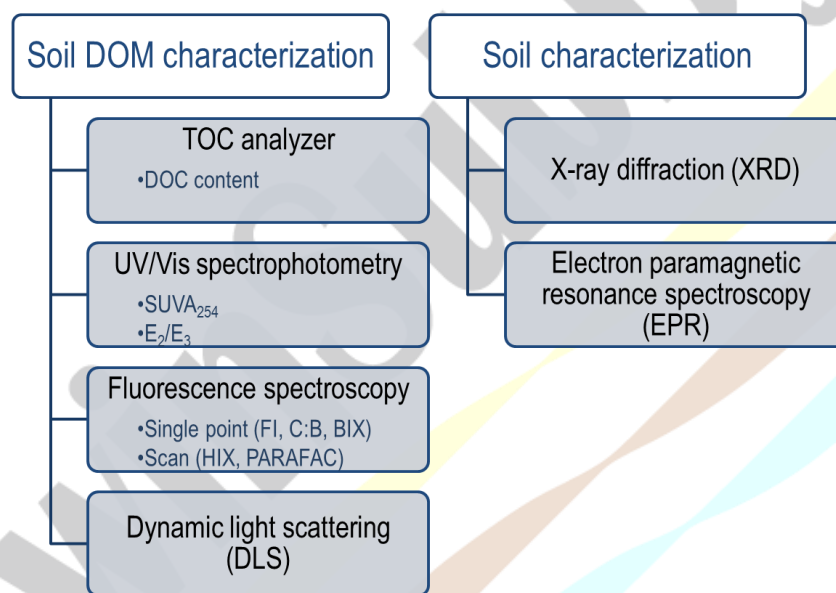 Soil DOM characterization
TOC analyzer
•DOC content
UV/Vis spectrophotometry
•SUVA₂₅₄
•E₂/E₃
Fluorescence spectroscopy
•Single point (FI, C:B, BIX)
•Scan (HIX, PARAFAC)
Dynamic light scattering
(DLS)
Soil characterization
X-ray diffraction (XRD)
Electron paramagnetic
resonance spectroscopy
(EPR)